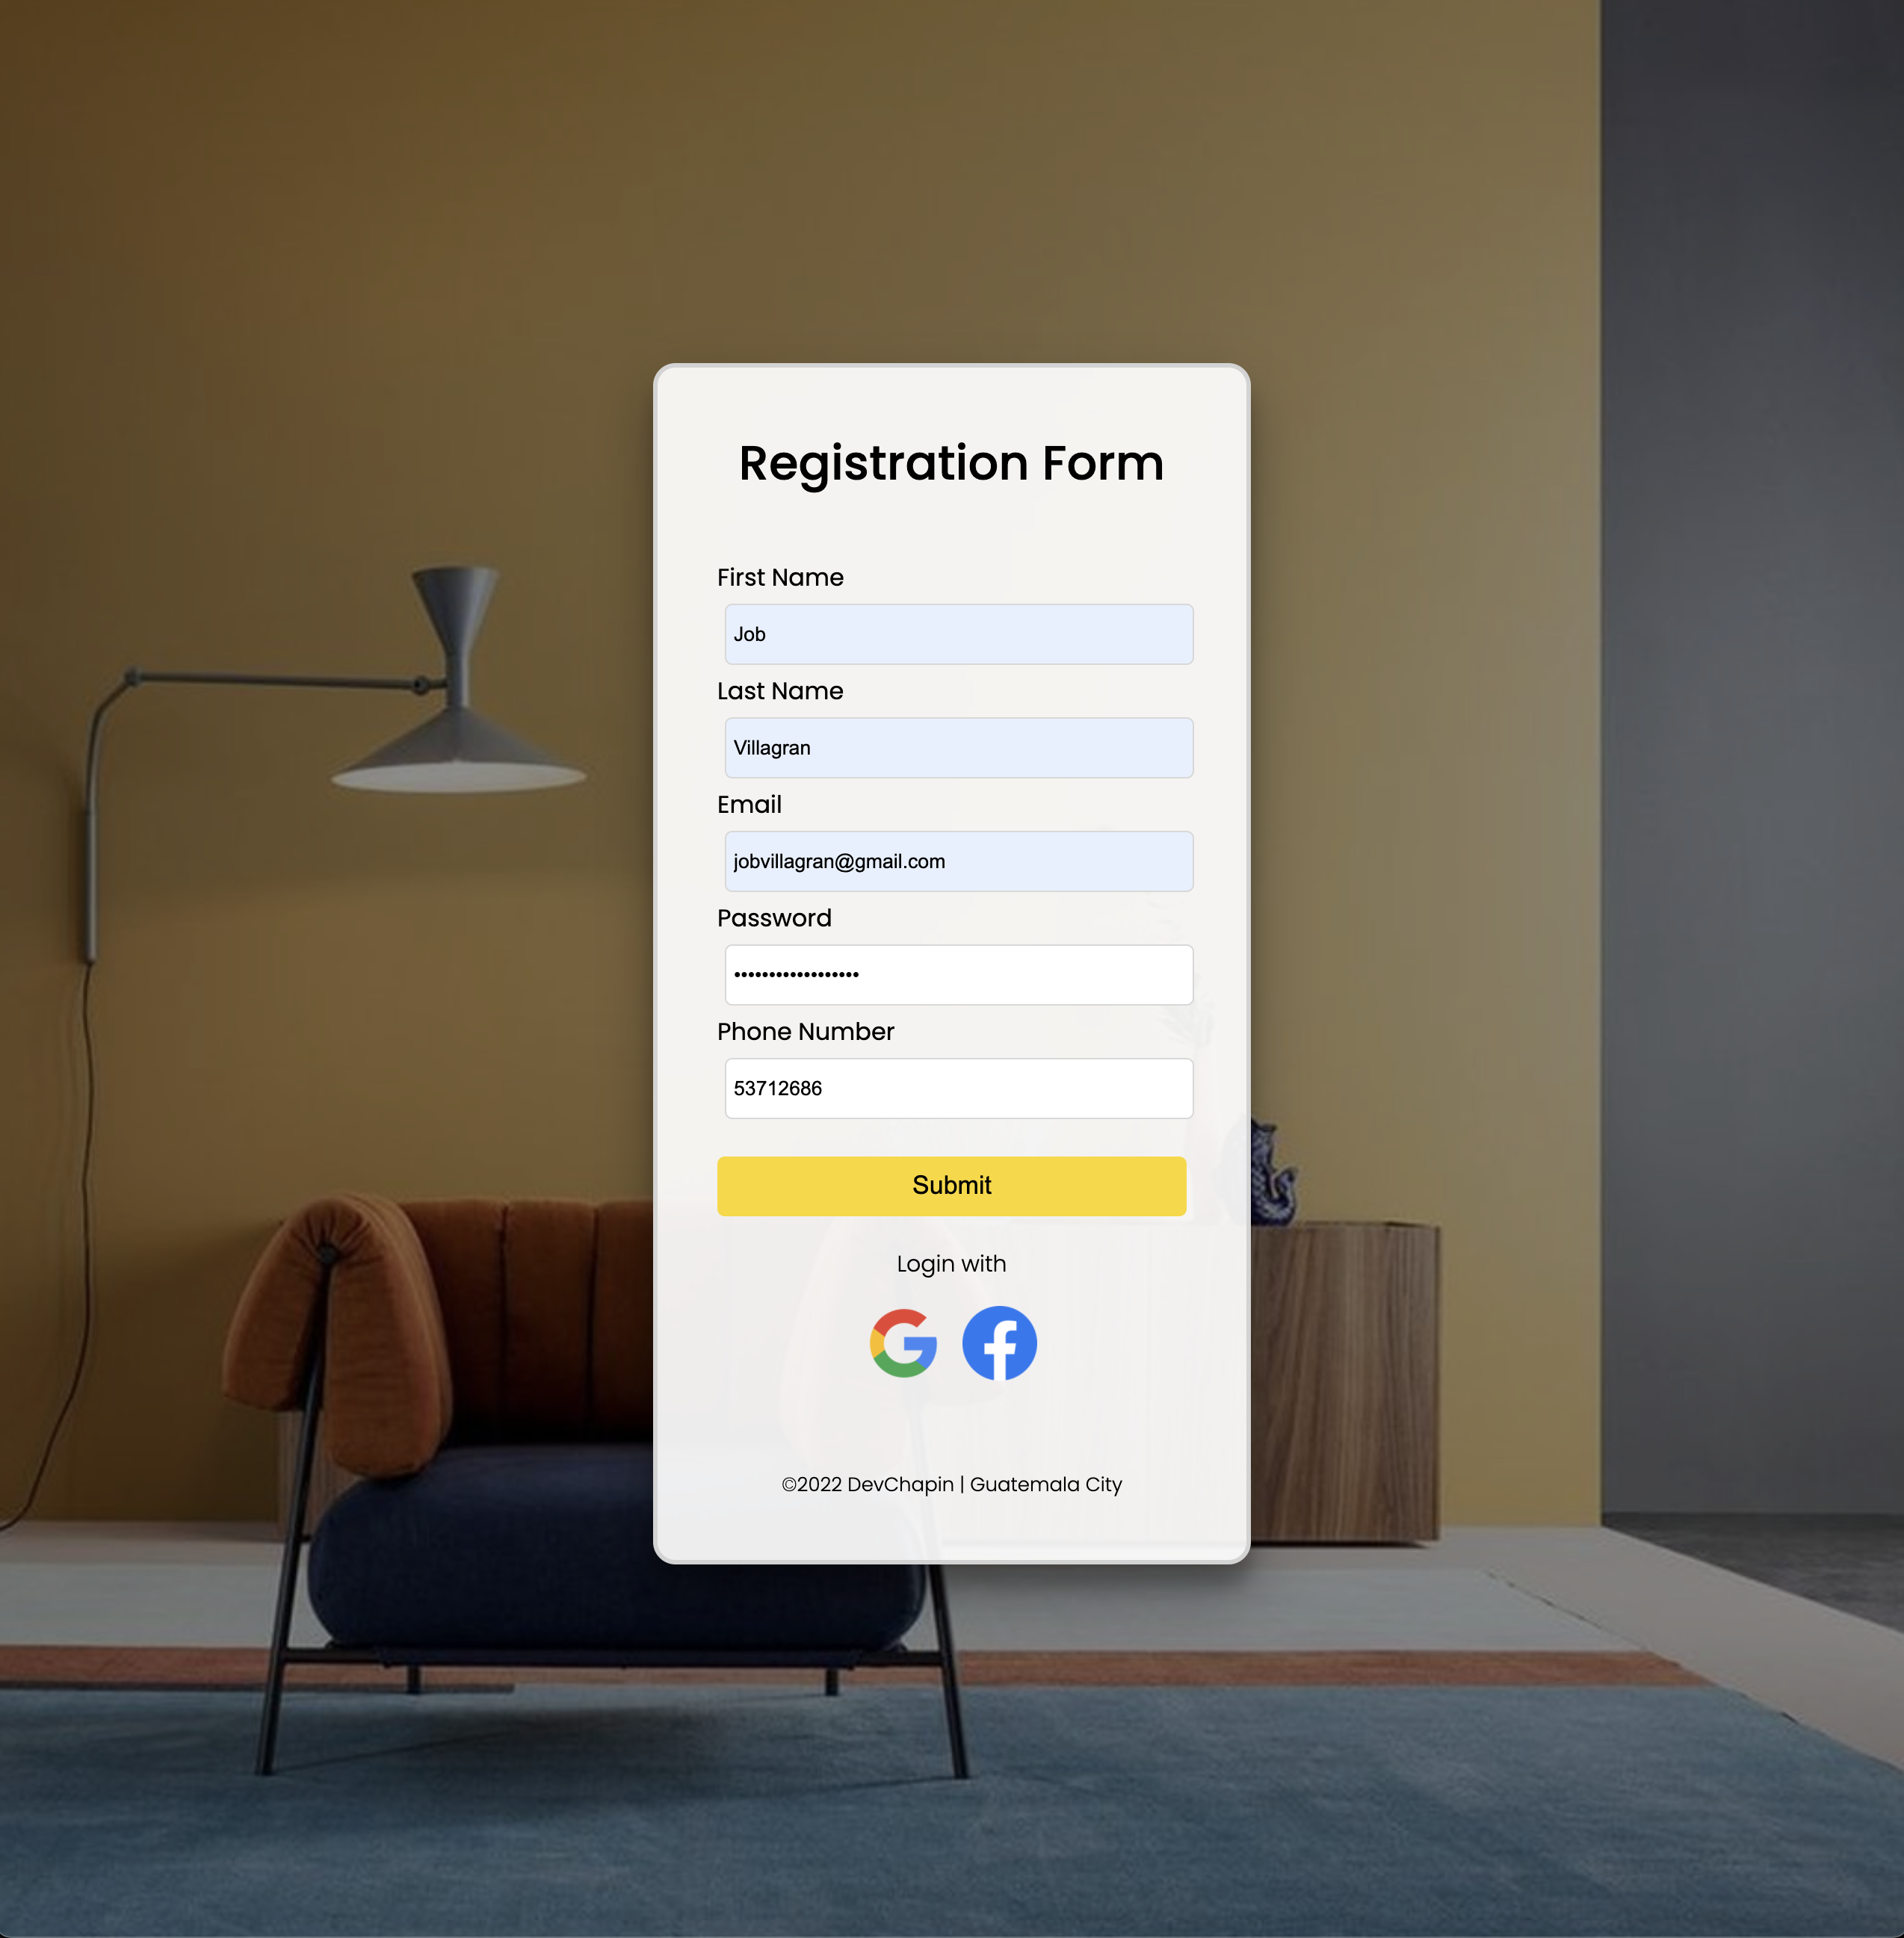 Registration Form
First Name
Job
Last Name
Villagran
Email
jobvillagran@gmail.com
Password
••••••••••••••••••
Phone Number
53712686
Submit
Login with
©2022 DevChapin | Guatemala City